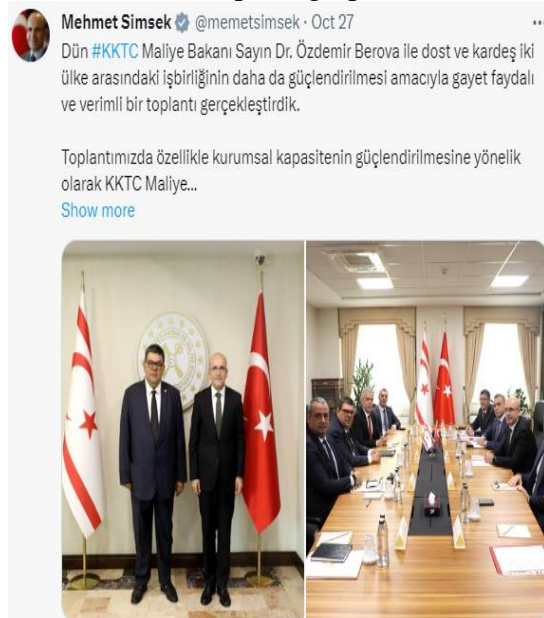 Mehmet Simsek @memetsimsek · Oct 27 ...
Dün #KKTC Maliye Bakanı Sayın Dr. Özdemir Berova ile dost ve kardeş iki
ülke arasındaki işbirliğinin daha da güçlendirilmesi amacıyla gayet faydalı
ve verimli bir toplantı gerçekleştirdik.
Toplantımızda özellikle kurumsal kapasitenin güçlendirilmesine yönelik
olarak KKTC Maliye...
Show more